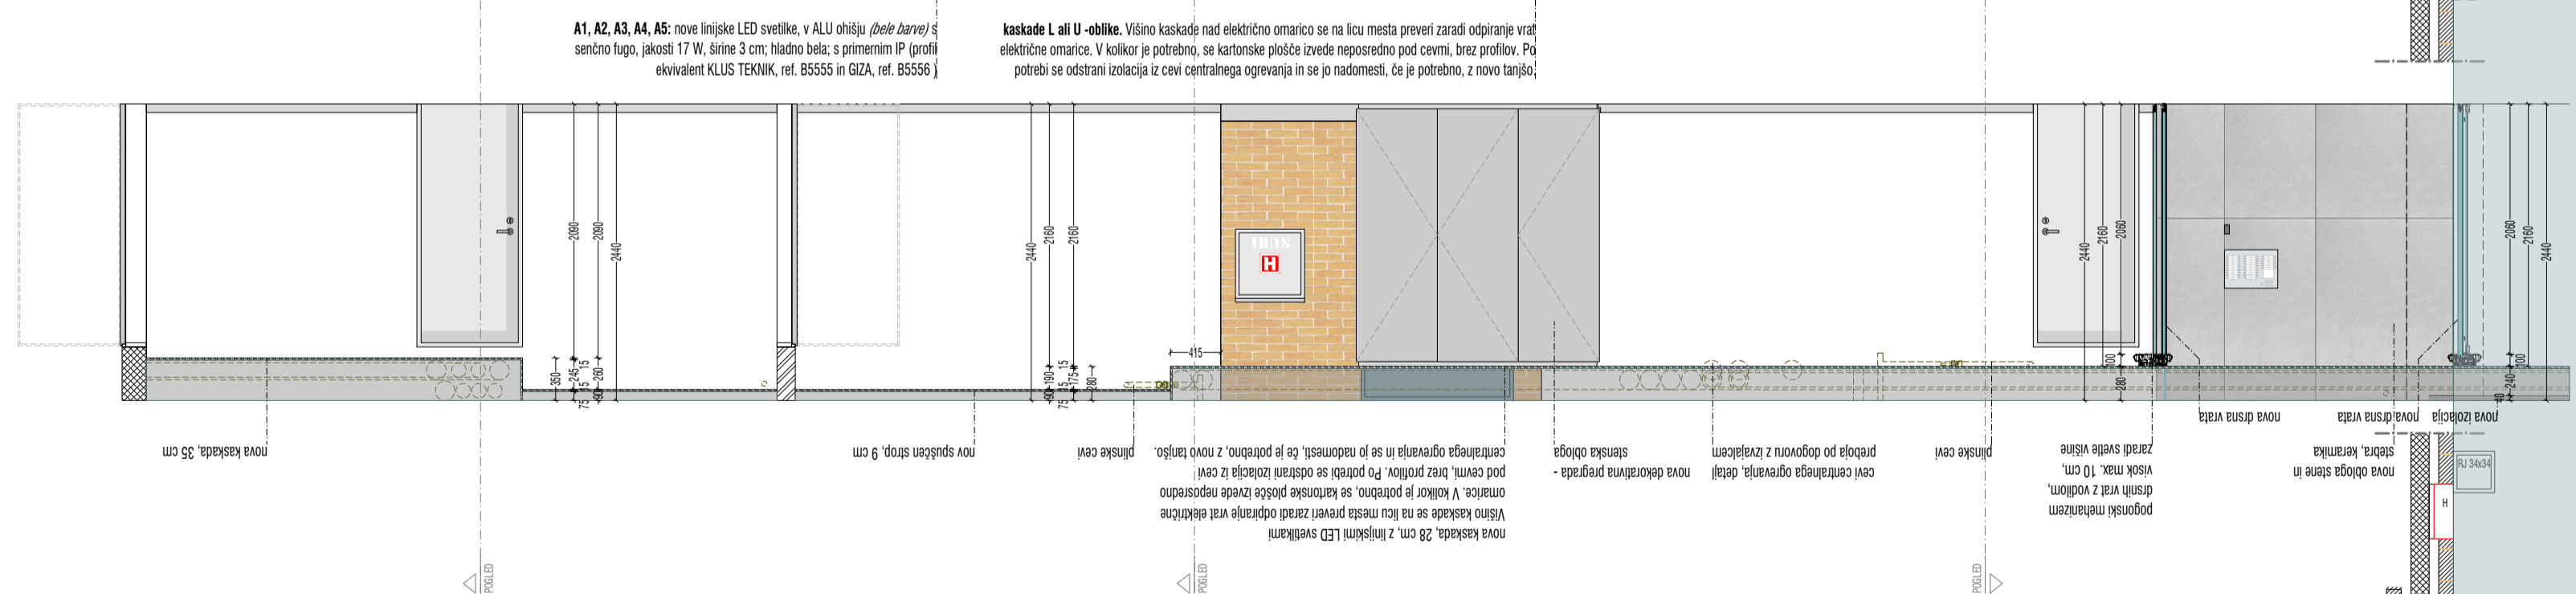 A1, A2, A3, A4, A5: nove linijske LED svetilke, v ALU ohišju (bele barve) s
senčno fugo, jakosti 17 W, širine 3 cm; hladno bela; s primernim IP (profil
ekvivalent KLUS TEKNIK, ref. B5555 in GIZA, ref. B5556 )
kaskade L ali U -oblike. Višino kaskade nad električno omarico se na licu mesta preveri zaradi odpiranje vrat
električne omarice. V kolikor je potrebno, se kartonske plošče izvede neposredno pod cevmi, brez profilov. Po
potrebi se odstrani izolacija iz cevi centralnega ogrevanja in se jo nadomesti, če je potrebno, z novo tanjšo.
2090
2090
2440
350
245
15
260
15
90
75
2440
2160
2160
190
15
175
280
15
90
75
415
H
2440
2160
2060
100
280
2060
2160
2440
100
240
40
nova kaskada, 35 cm
nov spuščen strop, 9 cm
plinske cevi
nova kaskada, 28 cm, z linijskimi LED svetilkami
Višino kaskade se na licu mesta preveri zaradi odpiranje vrat električne
omarice. V kolikor je potrebno, se kartonske plošče izvede neposredno
pod cevmi, brez profilov. Po potrebi se odstrani izolacija iz cevi
centralnega ogrevanja in se jo nadomesti, če je potrebno, z novo tanjšo.
nova dekorativna pregrada -
stenska obloga
cevi centralnega ogrevanja, detajl
preboja po dogovoru z izvajalcem
plinske cevi
pogonski mehanizem
drsnih vrat z vodilom,
visok max. 10 cm,
zaradi svetle višine
nova drsna vrata
nova obloga stene in
stebra, keramika
nova drsna vrata
nova izolacija
RJ 34x34
H
POGLED
POGLED
POGLED